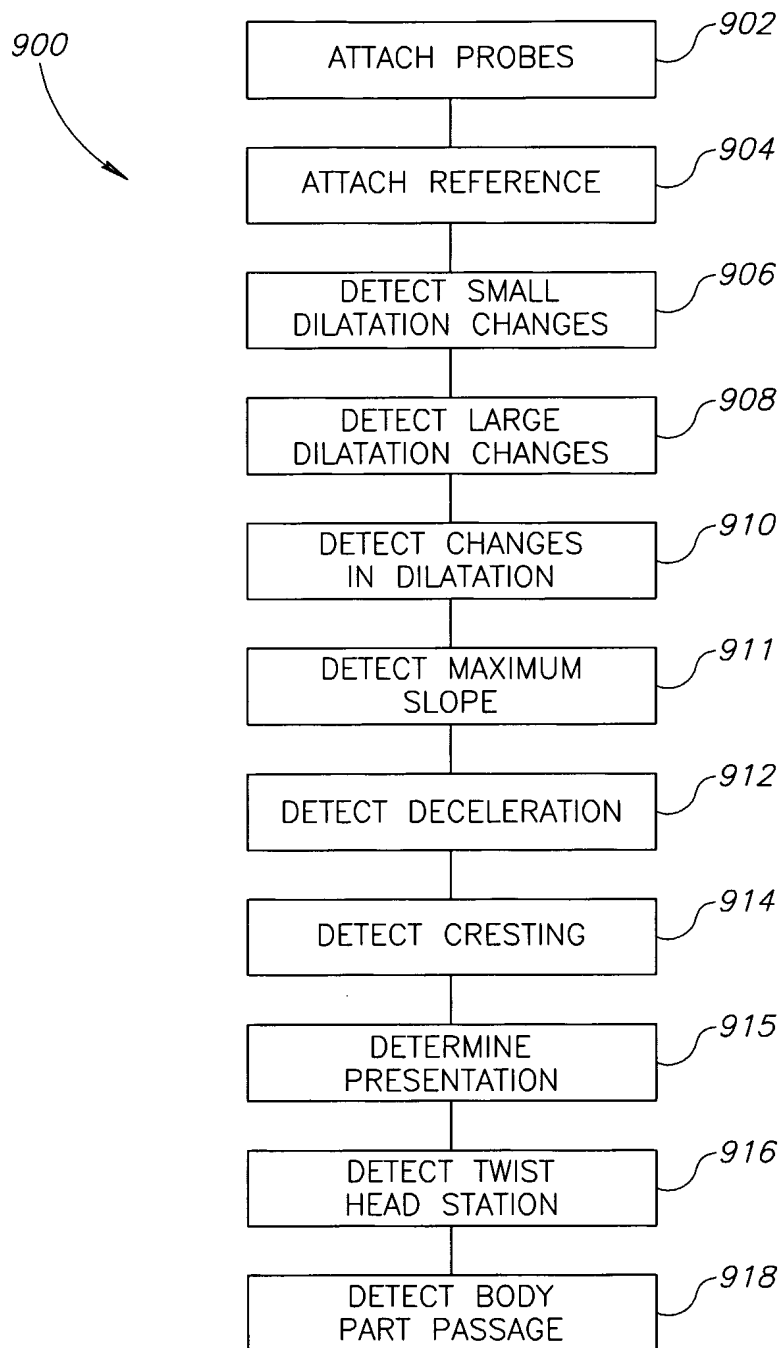 900
902
ATTACH PROBES
904
ATTACH REFERENCE
906
DETECT SMALL
DILATATION CHANGES
908
DETECT LARGE
DILATATION CHANGES
910
DETECT CHANGES
IN DILATATION
911
DETECT MAXIMUM
SLOPE
912
DETECT DECELERATION
914
DETECT CRESTING
915
DETERMINE
PRESENTATION
916
DETECT TWIST
HEAD STATION
918
DETECT BODY
PART PASSAGE